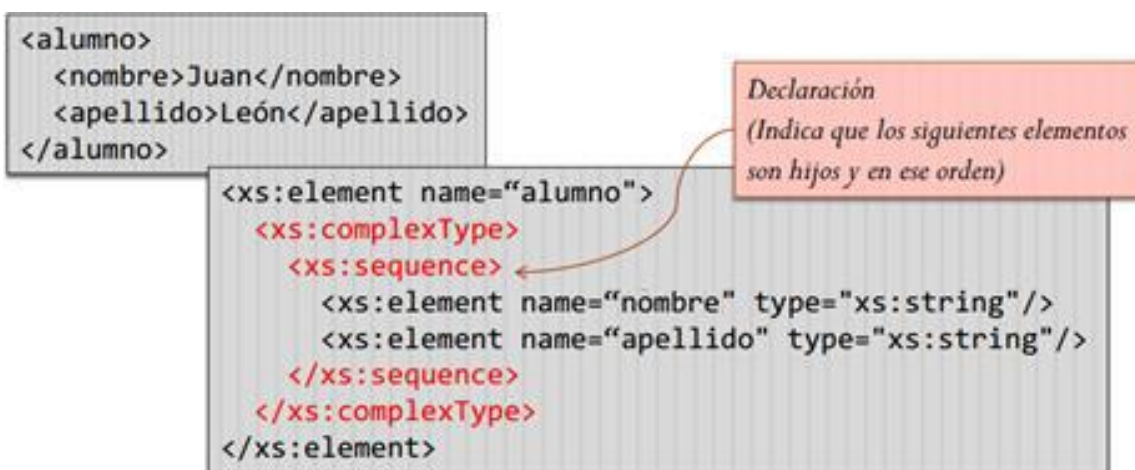 <alumno>
  <nombre>Juan</nombre>
  <apellido>León</apellido>
</alumno>
Declaración
(Indica que los siguientes elementos
son hijos y en ese orden)
<xs:element name=“alumno">
  <xs:complexType>
    <xs:sequence>
      <xs:element name=“nombre" type="xs:string"/>
      <xs:element name=“apellido" type="xs:string"/>
    </xs:sequence>
  </xs:complexType>
</xs:element>